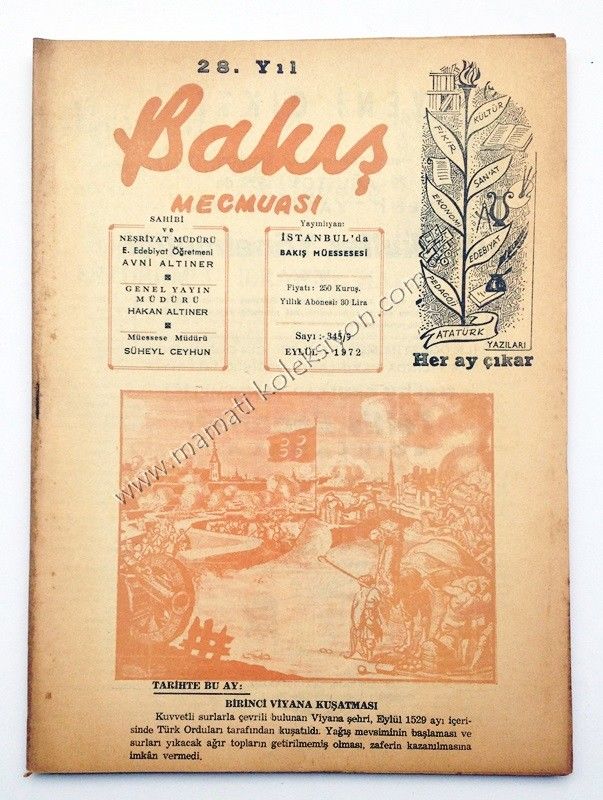 28. Yıl
Bakış
MECMUASI
SAHİBİ
ve
NEŞRİYAT MÜDÜRÜ
E. Edebiyat Öğretmeni
AVNİ ALTINER
GENEL YAYIN
MÜDÜRÜ
HAKAN ALTINER
Müessese Müdürü
SÜHEYL CEYHUN
Yayınlıyan:
İSTANBUL'da
BAKIŞ MÜESSESİ
Fiyatı: 250 Kuruş.
Yıllık Abonesi: 30 Lira
Sayı: 345/9
EYLÜL - 1972
KÜLTÜR
FİKİR
SAN'AT
EKONOMİ
EDEBİYAT
PEDAGOJİ
ATATÜRK
YAZILARI
Her ay çıkar
www.mamati koleksiyon.com
TARİHTE BU AY:
BİRİNCİ VİYANA KUŞATMASI
Kuvvetli surlarla çevrili bulunan Viyana şehri, Eylül 1529 ayı içeri-
sinde Türk Orduları tarafından kuşatıldı. Yağış mevsiminin başlaması ve
surları yıkacak ağır topların getirilmemiş olması, zaferin kazanılmasına
imkân vermedi.